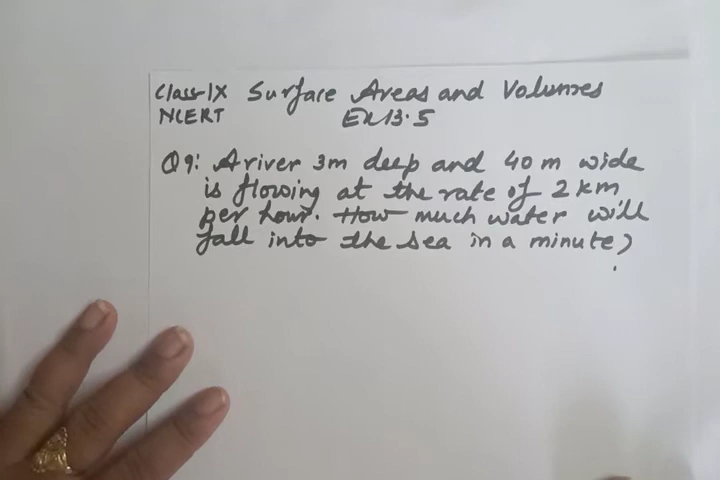 Class-IX Surface Areas and Volumes
NCERT Ex 13.5
Q9: A river 3m deep and 40 m wide
is flowing at the rate of 2 km
per hour. How much water will
fall into the sea in a minute?